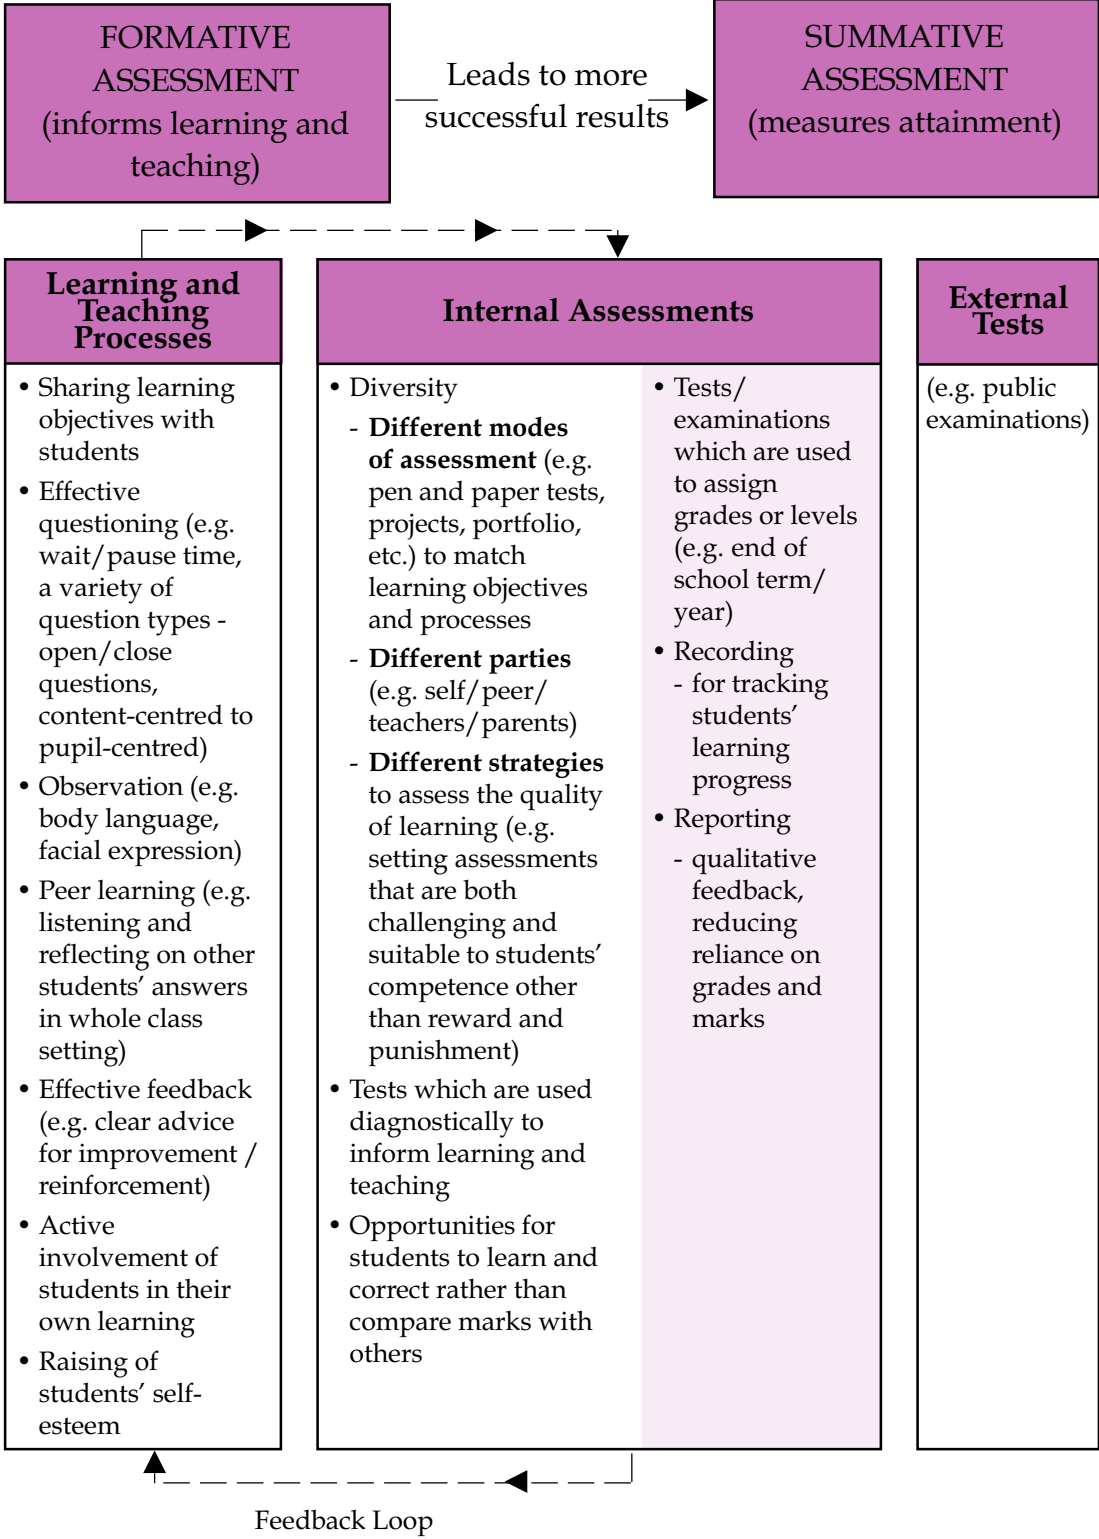 FORMATIVE
ASSESSMENT
(informs learning and
teaching)
Leads to more
successful results
SUMMATIVE
ASSESSMENT
(measures attainment)
Learning and
Teaching
Processes
• Sharing learning
objectives with
students
• Effective
questioning (e.g.
wait/pause time,
a variety of
question types -
open/close
questions,
content-centred to
pupil-centred)
• Observation (e.g.
body language,
facial expression)
• Peer learning (e.g.
listening and
reflecting on other
students’ answers
in whole class
setting)
• Effective feedback
(e.g. clear advice
for improvement /
reinforcement)
• Active
involvement of
students in their
own learning
• Raising of
students’ self-
esteem
Internal Assessments
• Diversity
- Different modes
of assessment (e.g.
pen and paper tests,
projects, portfolio,
etc.) to match
learning objectives
and processes
- Different parties
(e.g. self/peer/
teachers/parents)
- Different strategies
to assess the quality
of learning (e.g.
setting assessments
that are both
challenging and
suitable to students’
competence other
than reward and
punishment)
• Tests which are used
diagnostically to
inform learning and
teaching
• Opportunities for
students to learn and
correct rather than
compare marks with
others
• Tests/
examinations
which are used
to assign
grades or levels
(e.g. end of
school term/
year)
• Recording
- for tracking
students’
learning
progress
• Reporting
- qualitative
feedback,
reducing
reliance on
grades and
marks
External
Tests
(e.g. public
examinations)
Feedback Loop